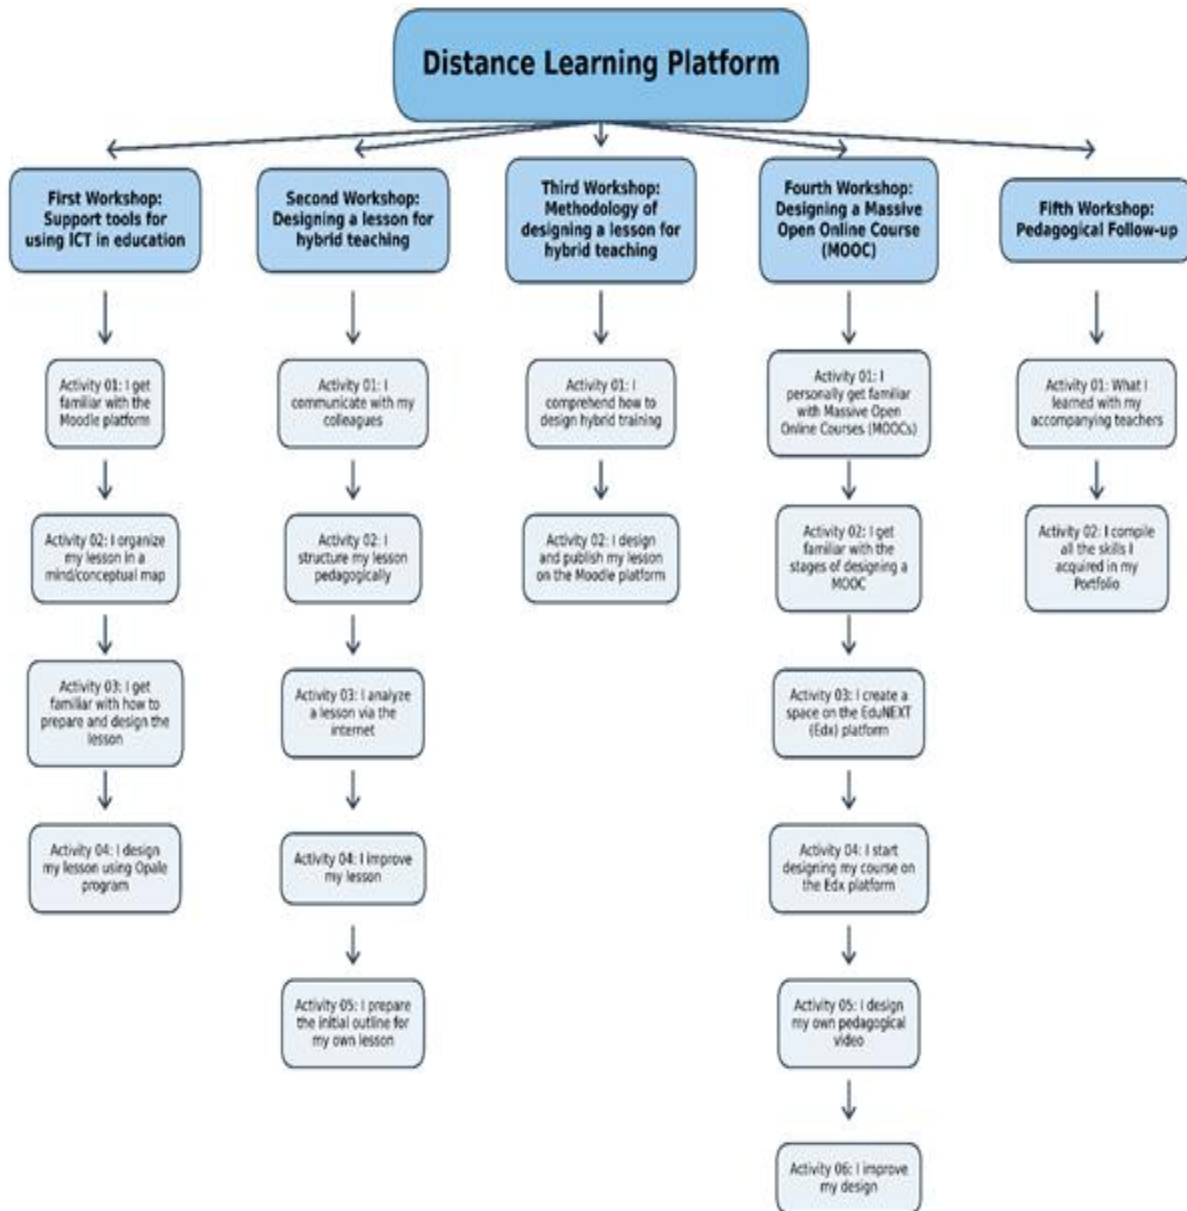 Distance Learning Platform
First Workshop:
Support tools for
using ICT in education
Second Workshop:
Designing a lesson for
hybrid teaching
Third Workshop:
Methodology of
designing a lesson for
hybrid teaching
Fourth Workshop:
Designing a Massive
Open Online Course
(MOOC)
Fifth Workshop:
Pedagogical Follow-up
Activity 01: I get
familiar with the
Moodle platform
Activity 01: I
communicate with my
colleagues
Activity 01: I
comprehend how to
design hybrid training
Activity 01: I
personally get familiar
with Massive Open
Online Courses (MOOCs)
Activity 01: What I
learned with my
accompanying teachers
Activity 02: I organize
my lesson in a
mind/conceptual map
Activity 02: I
structure my lesson
pedagogically
Activity 02: I design
and publish my lesson
on the Moodle platform
Activity 02: I get
familiar with the
stages of designing a
MOOC
Activity 02: I compile
all the skills I
acquired in my
Portfolio
Activity 03: I get
familiar with how to
prepare and design the
lesson
Activity 03: I analyze
a lesson via the
internet
Activity 03: I create a
space on the EduNEXT
(Edx) platform
Activity 04: I design
my lesson using Opale
program
Activity 04: I improve
my lesson
Activity 04: I start
designing my course on
the Edx platform
Activity 05: I prepare
the initial outline for
my own lesson
Activity 05: I design
my own pedagogical
video
Activity 06: I improve
my design